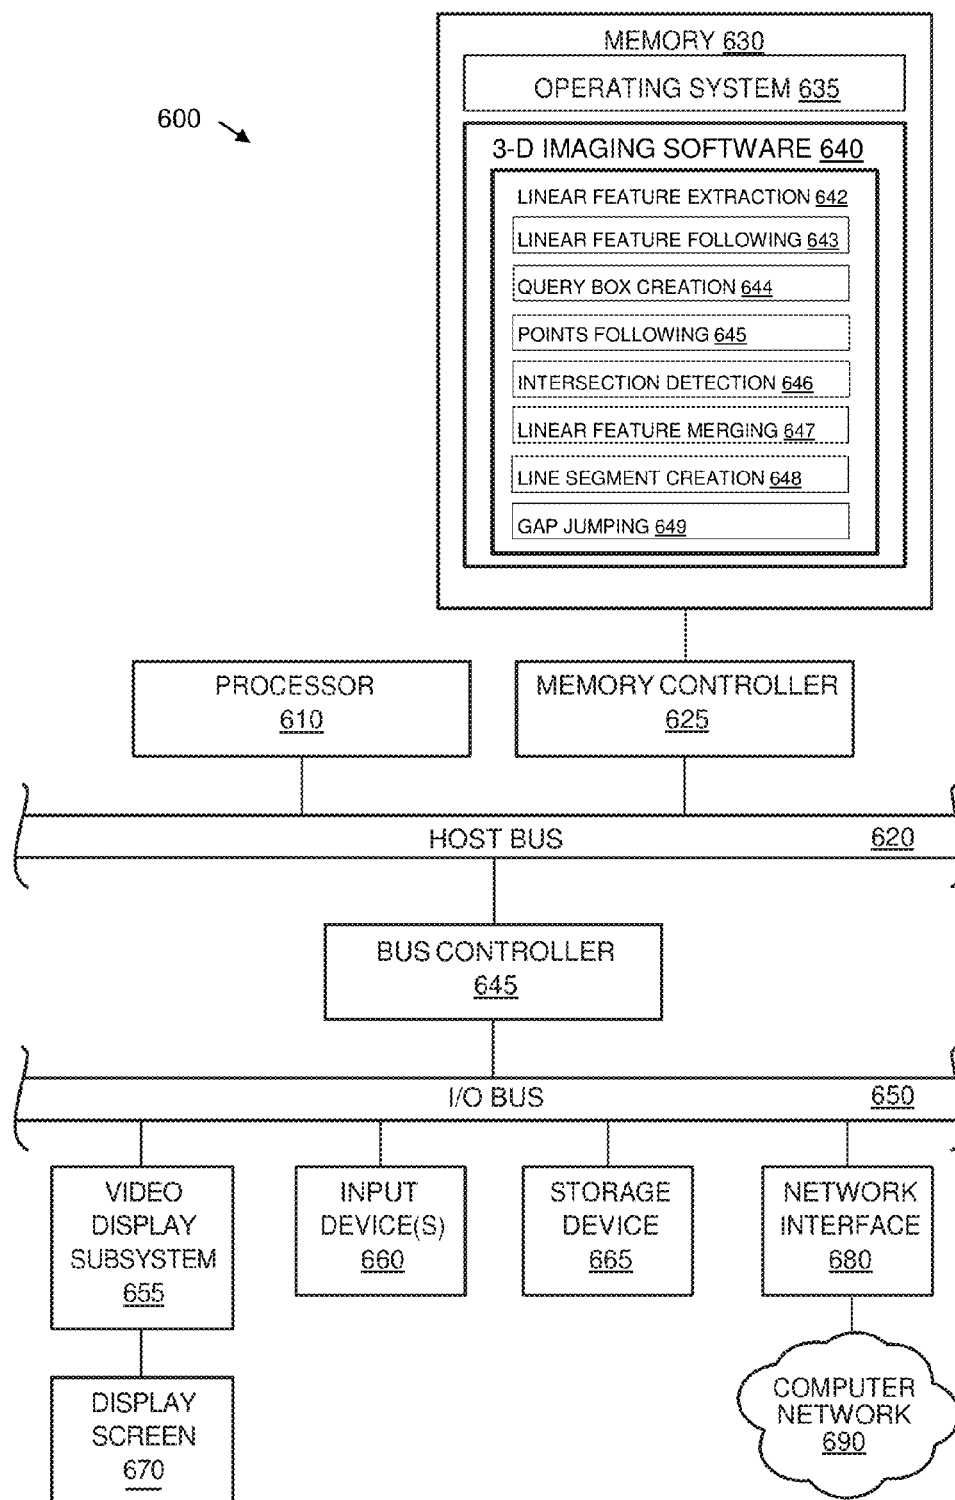 MEMORY 630
OPERATING SYSTEM 635
600
3-D IMAGING SOFTWARE 640
LINEAR FEATURE EXTRACTION 642
LINEAR FEATURE FOLLOWING 643
QUERY BOX CREATION 644
POINTS FOLLOWING 645
INTERSECTION DETECTION 646
LINEAR FEATURE MERGING 647
LINE SEGMENT CREATION 648
GAP JUMPING 649
PROCESSOR
610
MEMORY CONTROLLER
625
HOST BUS
620
BUS CONTROLLER
645
I/O BUS
650
VIDEO
DISPLAY
SUBSYSTEM
655
INPUT
DEVICE(S)
660
STORAGE
DEVICE
665
NETWORK
INTERFACE
680
DISPLAY
SCREEN
670
COMPUTER
NETWORK
690